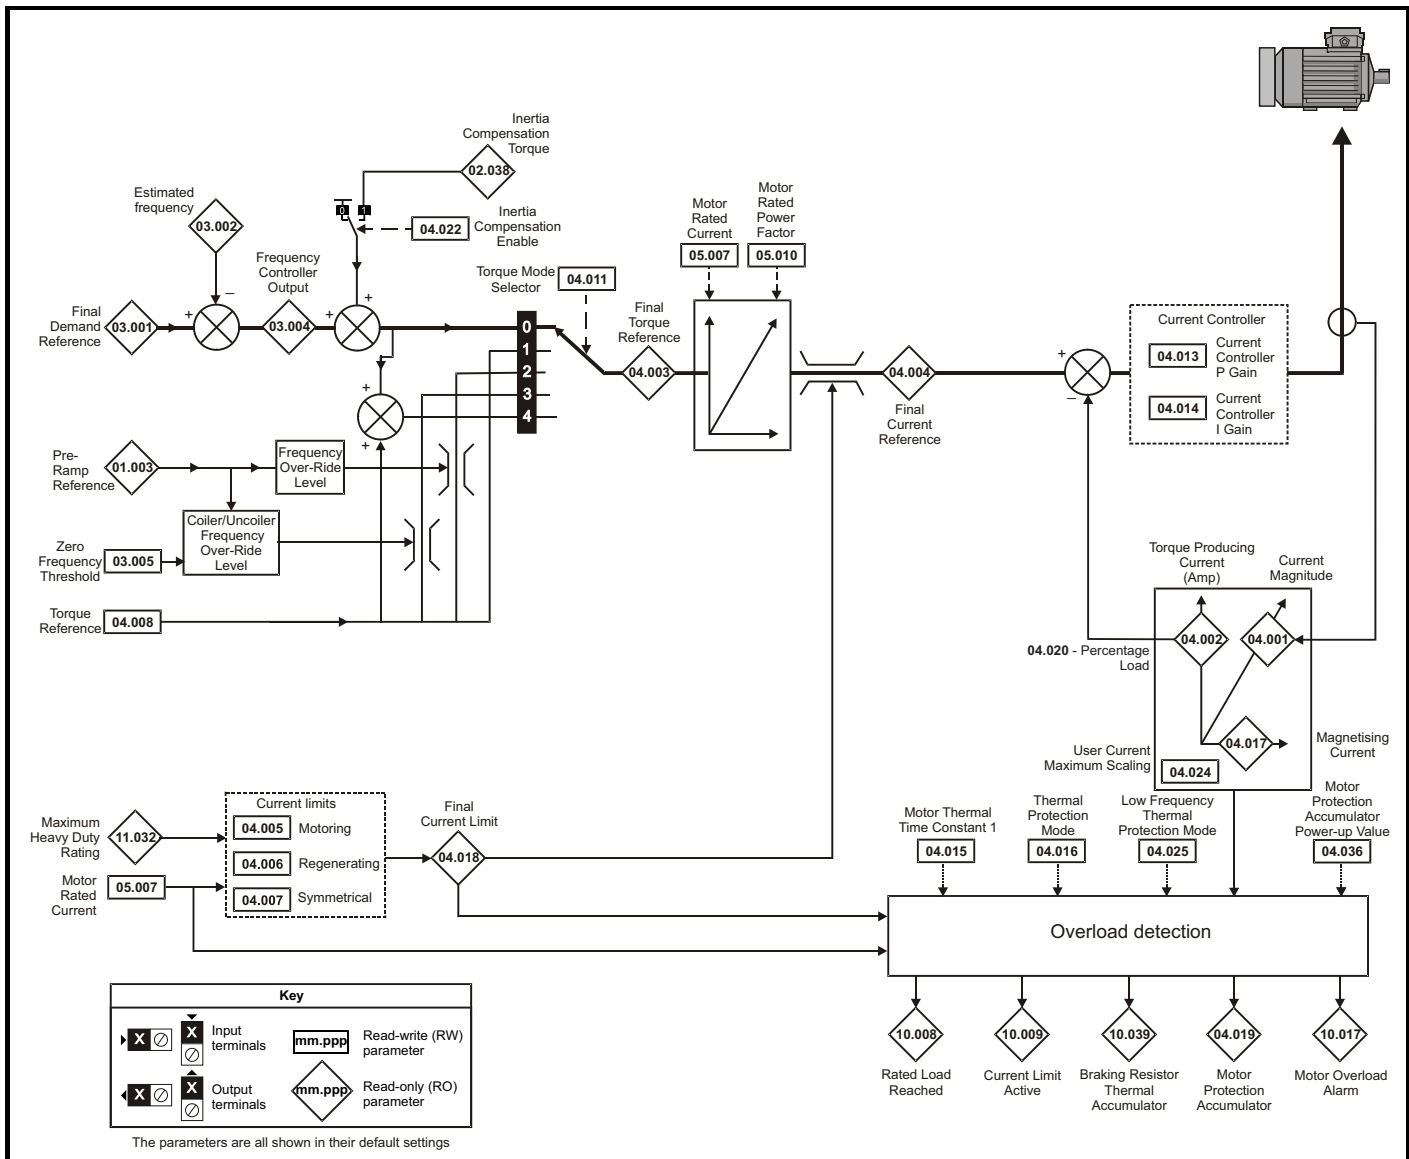 Inertia
Compensation
Torque
02.038
Estimated
frequency
03.002
0 1
04.022
Inertia
Compensation
Enable
Frequency
Controller
Output
Final
Demand
Reference
03.001
+
–
03.004
+
+
Torque Mode
Selector
04.011
0
1
2
3
4
Final
Torque
Reference
04.003
Motor
Rated
Current
05.007
Motor
Rated
Power
Factor
05.010
04.004
Final
Current
Reference
+
–
Current Controller
04.013
Current
Controller
P Gain
04.014
Current
Controller
I Gain
+
+
Pre-
Ramp
Reference
01.003
Frequency
Over-Ride
Level
Coiler/Uncoiler
Frequency
Over-Ride
Level
Zero
Frequency
Threshold
03.005
Torque
Reference
04.008
Torque Producing
Current
(Amp)
Current
Magnitude
04.002
04.001
04.020 - Percentage
Load
04.017
Magnetising
Current
User Current
Maximum Scaling
04.024
Maximum
Heavy Duty
Rating
11.032
Motor
Rated
Current
05.007
Current limits
04.005
Motoring
04.006
Regenerating
04.007
Symmetrical
Final
Current Limit
04.018
Motor Thermal
Time Constant 1
04.015
Thermal
Protection
Mode
04.016
Low Frequency
Thermal
Protection Mode
04.025
Motor
Protection
Accumulator
Power-up Value
04.036
Overload detection
10.008
Rated Load
Reached
10.009
Current Limit
Active
10.039
Braking Resistor
Thermal
Accumulator
04.019
Motor
Protection
Accumulator
10.017
Motor Overload
Alarm
Key
X
X
Input
terminals
mm.ppp
Read-write (RW)
parameter
X
X
Output
terminals
mm.ppp
Read-only (RO)
parameter
The parameters are all shown in their default settings